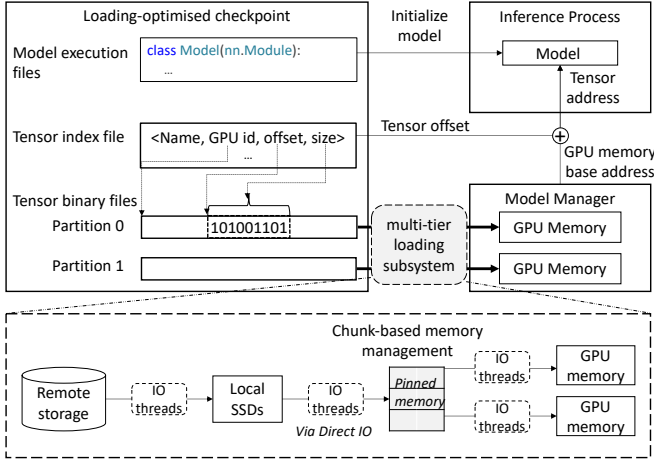 Loading-optimised checkpoint
Initialize
model
Inference Process
Model execution
files
class Model(nn.Module):
…
Model
Tensor
address
Tensor index file
<Name, GPU id, offset, size>
…
Tensor offset
+
GPU memory
base address
Tensor binary files
Partition 0
101001101
Partition 1
multi-tier
loading
subsystem
Model Manager
GPU Memory
GPU Memory
Chunk-based memory
management
Remote
storage
IO
threads
Local
SSDs
IO
threads
Via Direct IO
Pinned
memory
IO
threads
GPU
memory
IO
threads
GPU
memory